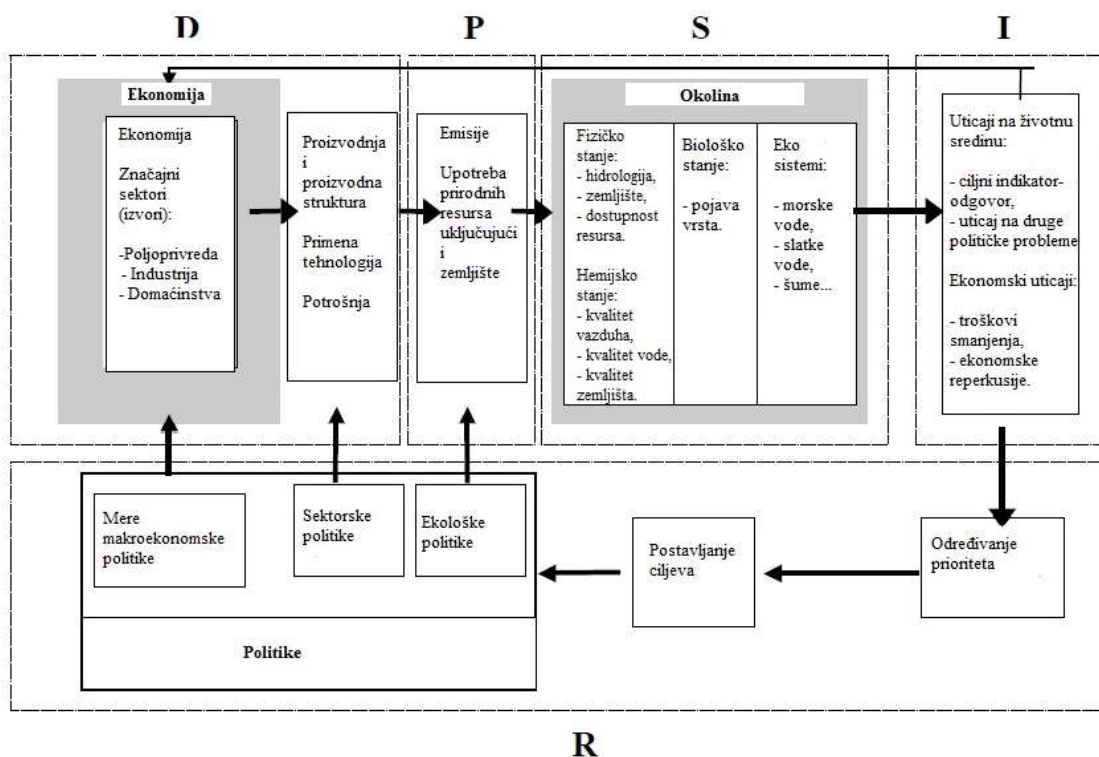 D
P
S
I
Ekonomija
Ekonomija
Značajni
sektori
(izvori):
-Poljoprivreda
- Industrija
- Domaćinstva
Proizvodnja
i
proizvodna
struktura
Primena
tehnologija
Potrošnja
Emisije
Upotreba
prirodnih
resursa
uključujući
i
zemljište
Okolina
Fizičko
stanje:
- hidrologija,
- zemljište,
- dostupnost
resursa.
Hemijsko
stanje:
- kvalitet
vazduha,
- kvalitet vode,
- kvalitet
zemljišta.
Biološko
stanje:
- pojava
vrsta.
Eko
sistemi:
- morske
vode,
- slatke
vode,
- šume...
Uticaji na životnu
sredinu:
- ciljni indikator-
odgovor,
- uticaj na druge
političke probleme
Ekonomski uticaji:
- troškovi
smanjenja,
- ekonomske
reperkusije.
Mere
makroekonomske
politike
Sektorske
politike
Ekološke
politike
Politike
Postavljanje
ciljeva
Određivanje
prioriteta
R